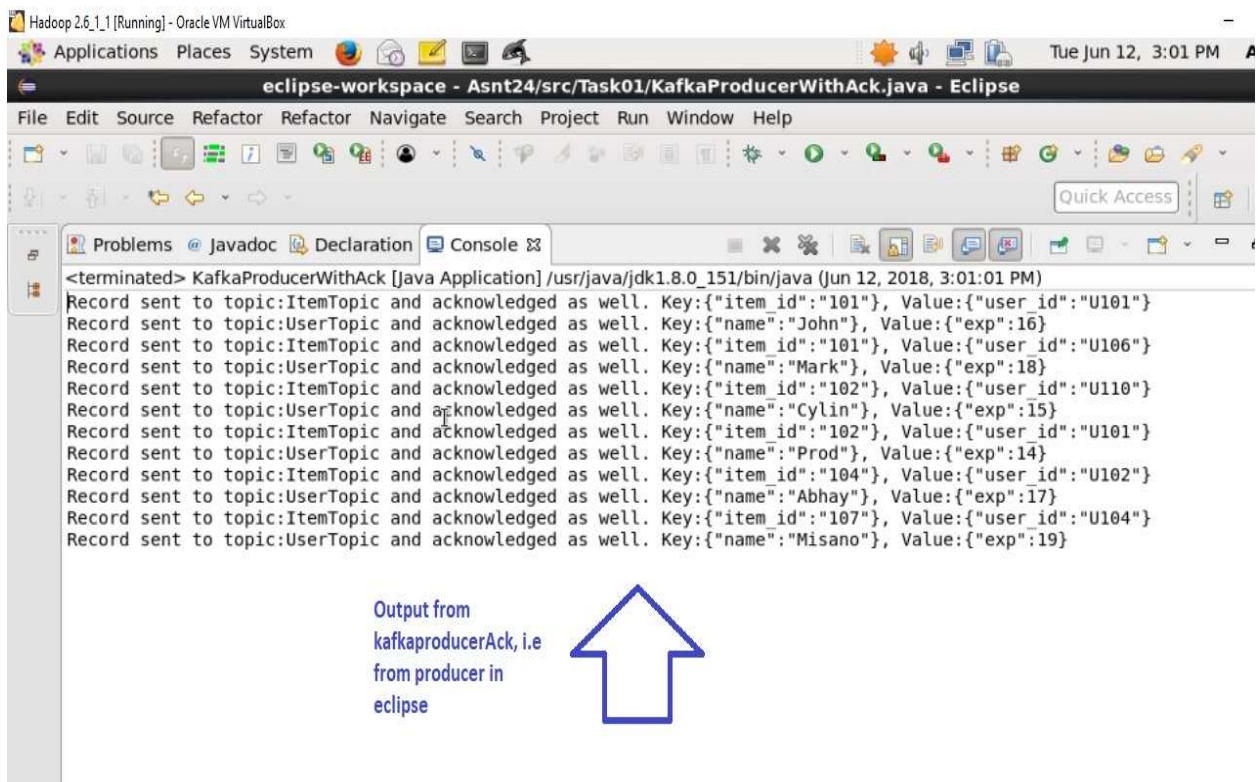 Hadoop 2.6_1_1 [Running] - Oracle VM VirtualBox
Applications Places System Tue Jun 12, 3:01 PM A
eclipse-workspace - Asnt24/src/Task01/KafkaProducerWithAck.java - Eclipse
File Edit Source Refactor Refactor Navigate Search Project Run Window Help
Quick Access
Problems @ Javadoc Declaration Console
<terminated> KafkaProducerWithAck [Java Application] /usr/java/jdk1.8.0_151/bin/java (Jun 12, 2018, 3:01:01 PM)
Record sent to topic:ItemTopic and acknowledged as well. Key:{"item_id":"101"}, Value:{"user_id":"U101"}
Record sent to topic:UserTopic and acknowledged as well. Key:{"name":"John"}, Value:{"exp":16}
Record sent to topic:ItemTopic and acknowledged as well. Key:{"item_id":"101"}, Value:{"user_id":"U106"}
Record sent to topic:UserTopic and acknowledged as well. Key:{"name":"Mark"}, Value:{"exp":18}
Record sent to topic:ItemTopic and acknowledged as well. Key:{"item_id":"102"}, Value:{"user_id":"U110"}
Record sent to topic:UserTopic and acknowledged as well. Key:{"name":"Cylin"}, Value:{"exp":15}
Record sent to topic:ItemTopic and acknowledged as well. Key:{"item_id":"102"}, Value:{"user_id":"U101"}
Record sent to topic:UserTopic and acknowledged as well. Key:{"name":"Prod"}, Value:{"exp":14}
Record sent to topic:ItemTopic and acknowledged as well. Key:{"item_id":"104"}, Value:{"user_id":"U102"}
Record sent to topic:UserTopic and acknowledged as well. Key:{"name":"Abhay"}, Value:{"exp":17}
Record sent to topic:ItemTopic and acknowledged as well. Key:{"item_id":"107"}, Value:{"user_id":"U104"}
Record sent to topic:UserTopic and acknowledged as well. Key:{"name":"Misano"}, Value:{"exp":19}
Output from
kafkaproducerAck, i.e
from producer in
eclipse